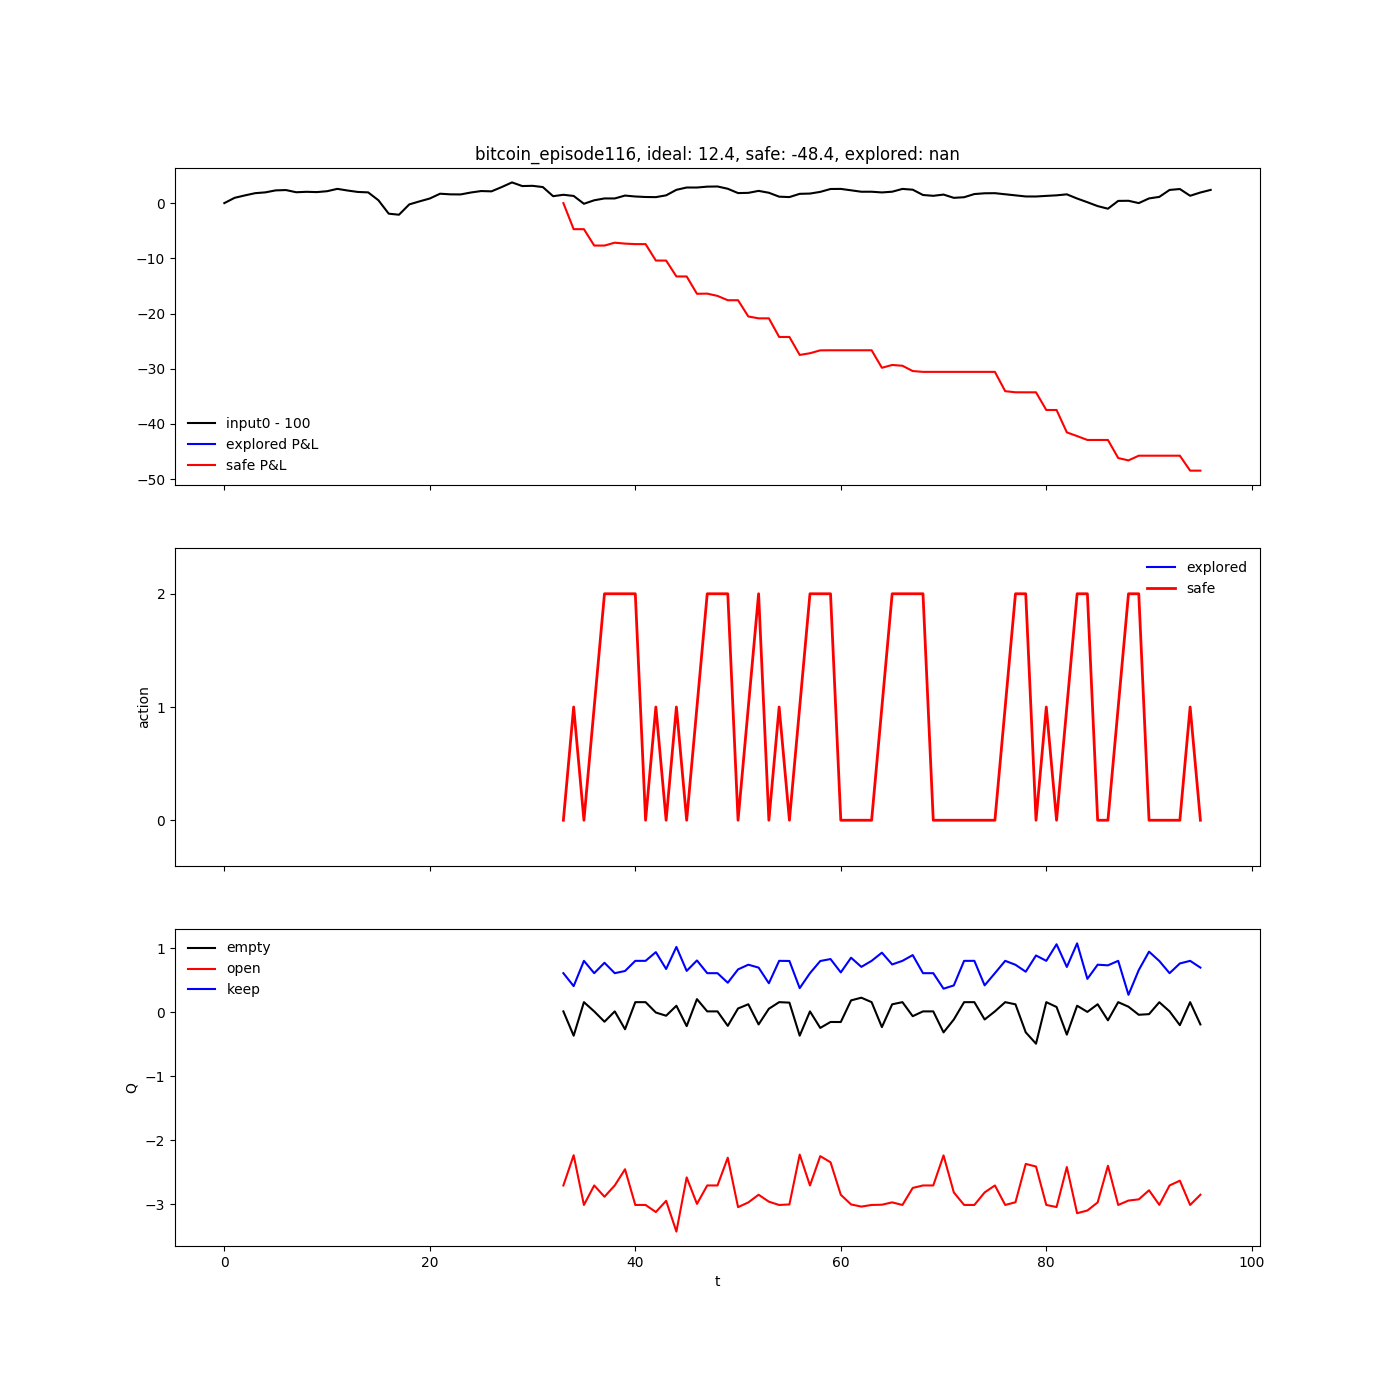 bitcoin_episode116, ideal: 12.4, safe: -48.4, explored: nan
0
−10
−20
−30
−40
−50
input0 - 100
explored P&L
safe P&L
action
2
1
0
explored
safe
Q
1
0
−1
−2
−3
empty
open
keep
0 20 40 60 80 100
t